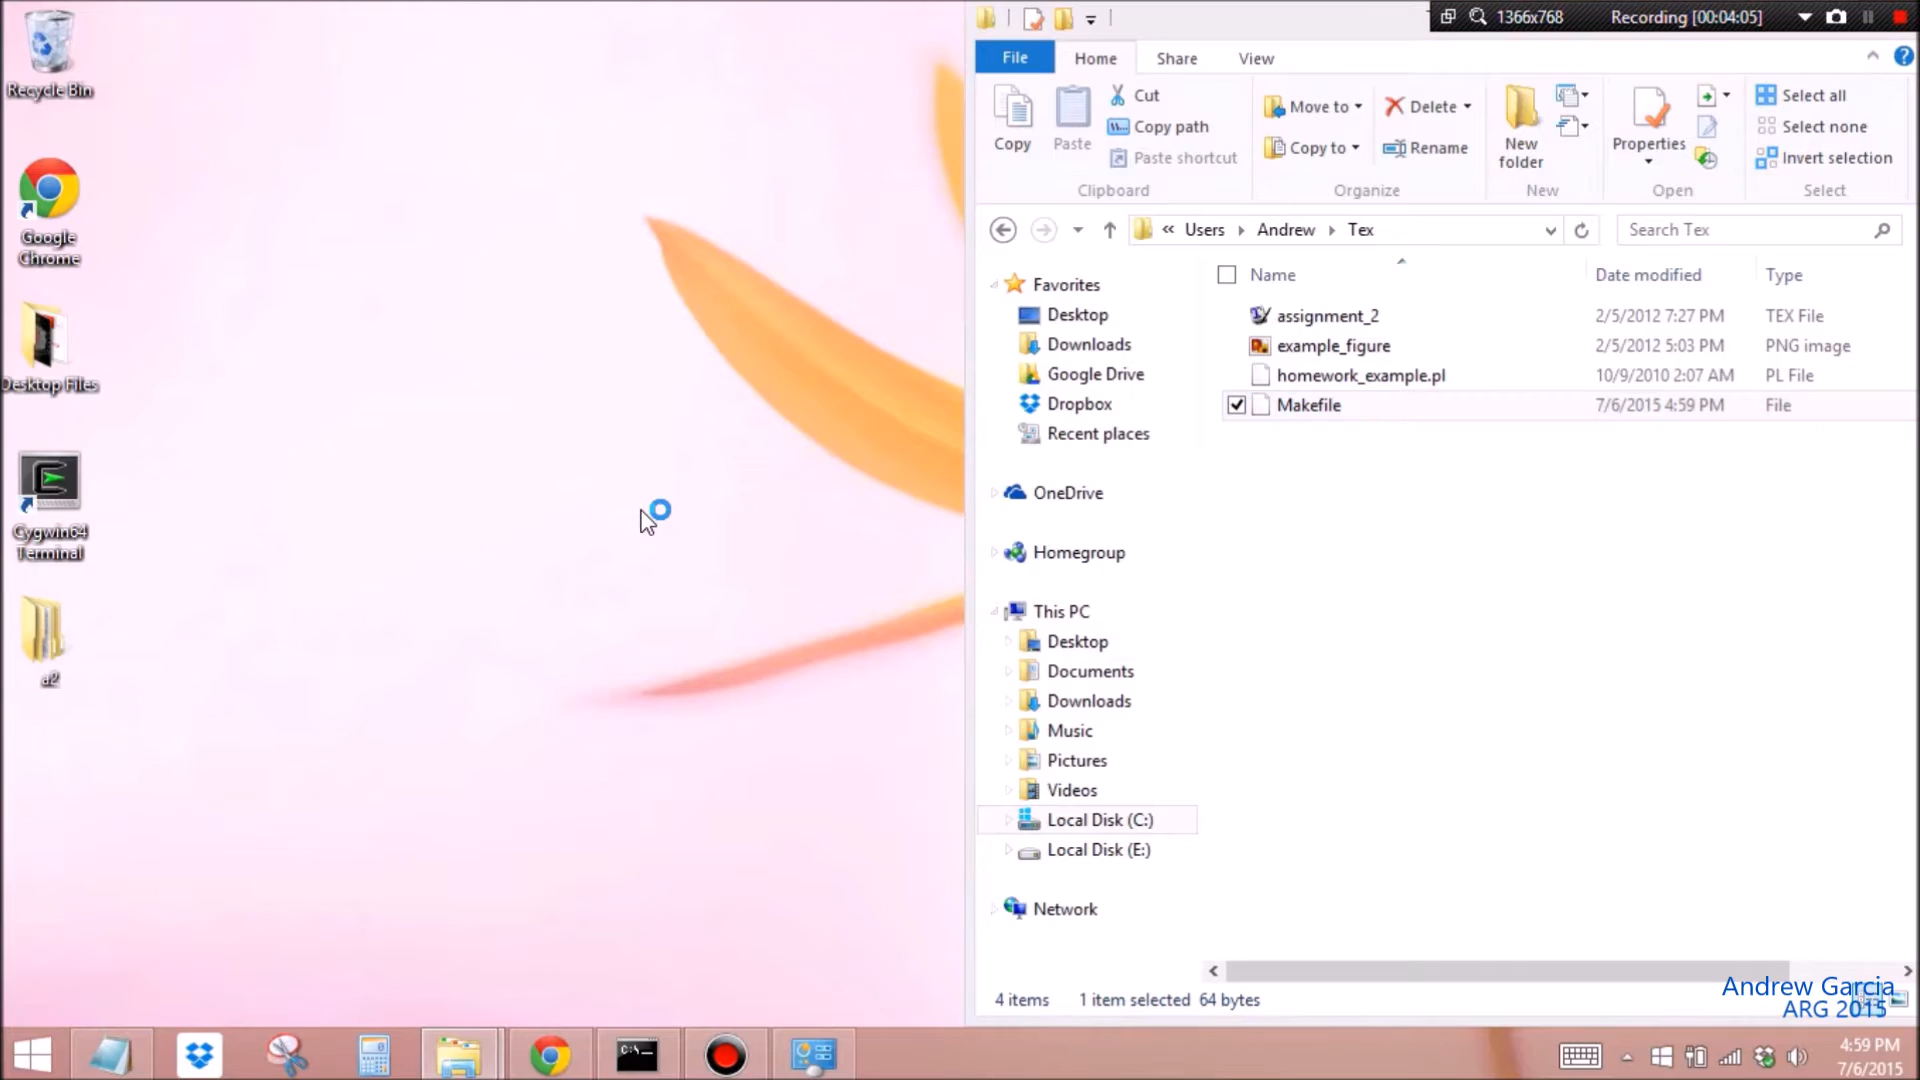 Recycle Bin
Google
Chrome
Desktop Files
Cygwin64
Terminal
a2
1366x768
Recording [00:04:05]
File
Home
Share
View
Copy
Paste
Cut
Copy path
Paste shortcut
Clipboard
Move to
Copy to
Delete
Rename
Organize
New
folder
New
Properties
Open
Select all
Select none
Invert selection
Select
« Users
Andrew
Tex
Search Tex
Favorites
Desktop
Downloads
Google Drive
Dropbox
Recent places
OneDrive
Homegroup
This PC
Desktop
Documents
Downloads
Music
Pictures
Videos
Local Disk (C:)
Local Disk (E:)
Network
Name Date modified Type
assignment_2 2/5/2012 7:27 PM TEX File
example_figure 2/5/2012 5:03 PM PNG image
homework_example.pl 10/9/2010 2:07 AM PL File
Makefile 7/6/2015 4:59 PM File
4 items 1 item selected 64 bytes
Andrew Garcia
ARG 2015
C:\
4:59 PM
7/6/2015